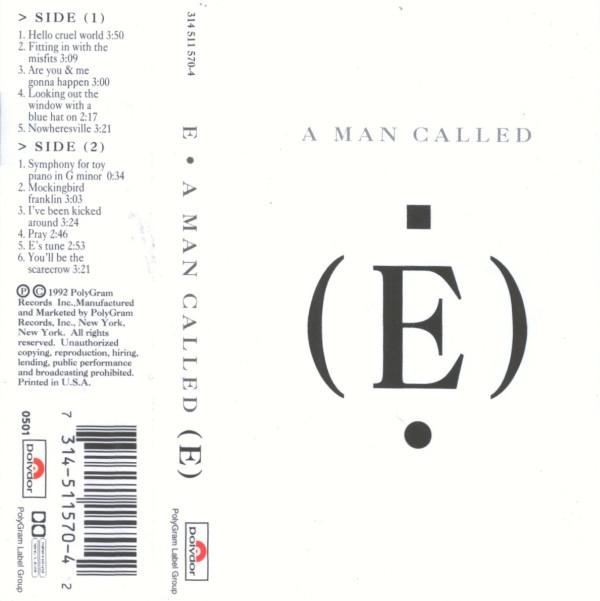 > SIDE (1)
1. Hello cruel world 3:50
2. Fitting in with the
misfits 3:09
3. Are you & me
gonna happen 3:00
4. Looking out the
window with a
blue hat on 2:17
5. Nowheresville 3:21
> SIDE (2)
1. Symphony for toy
piano in G minor 0:34
2. Mockingbird
franklin 3:03
3. I've been kicked
around 3:24
4. Pray 2:46
5. E's tune 2:53
6. You'll be the
scarecrow 3:21
Ⓟ © 1992 PolyGram
Records Inc.,Manufactured
and Marketed by PolyGram
Records, Inc., New York,
New York. All rights
reserved. Unauthorized
copying, reproduction, hiring,
lending, public performance
and broadcasting prohibited.
Printed in U.S.A.
0501
polydor
PolyGram Label Group
7 314-511570-4 2
314 511 570-4
E • A MAN CALLED (E)
polydor
PolyGram Label Group
A MAN CALLED
(E)